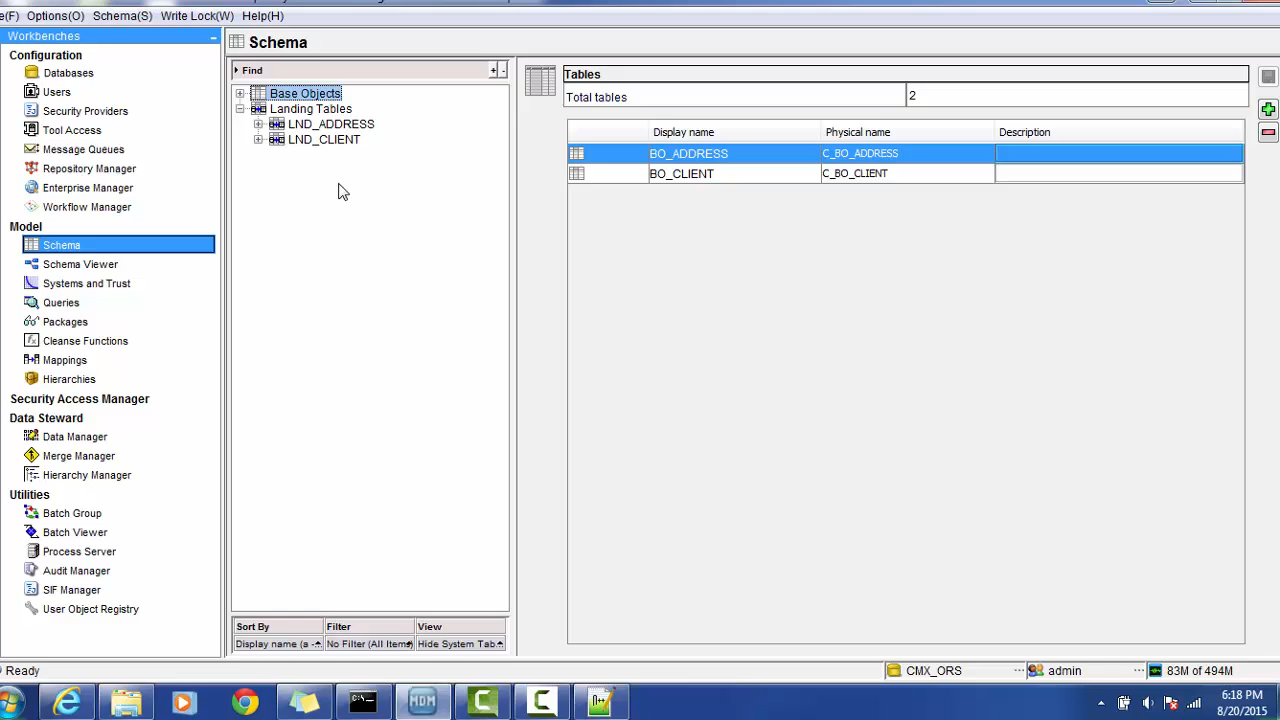 e(F) Options(O) Schema(S) Write Lock(W) Help(H)
Workbenches
Configuration
Databases
Users
Security Providers
Tool Access
Message Queues
Repository Manager
Enterprise Manager
Workflow Manager
Model
Schema
Schema Viewer
Systems and Trust
Queries
Packages
Cleanse Functions
Mappings
Hierarchies
Security Access Manager
Data Steward
Data Manager
Merge Manager
Hierarchy Manager
Utilities
Batch Group
Batch Viewer
Process Server
Audit Manager
SIF Manager
User Object Registry
Schema
Find + -
Base Objects
Landing Tables
LND_ADDRESS
LND_CLIENT
Sort By Filter View
Display name (a - No Filter (All Items) Hide System Tab
Tables
Total tables 2
Display name Physical name Description
BO_ADDRESS C_BO_ADDRESS
BO_CLIENT C_BO_CLIENT
Ready CMX_ORS ... admin ... 83M of 494M
MDM
6:18 PM
8/20/2015